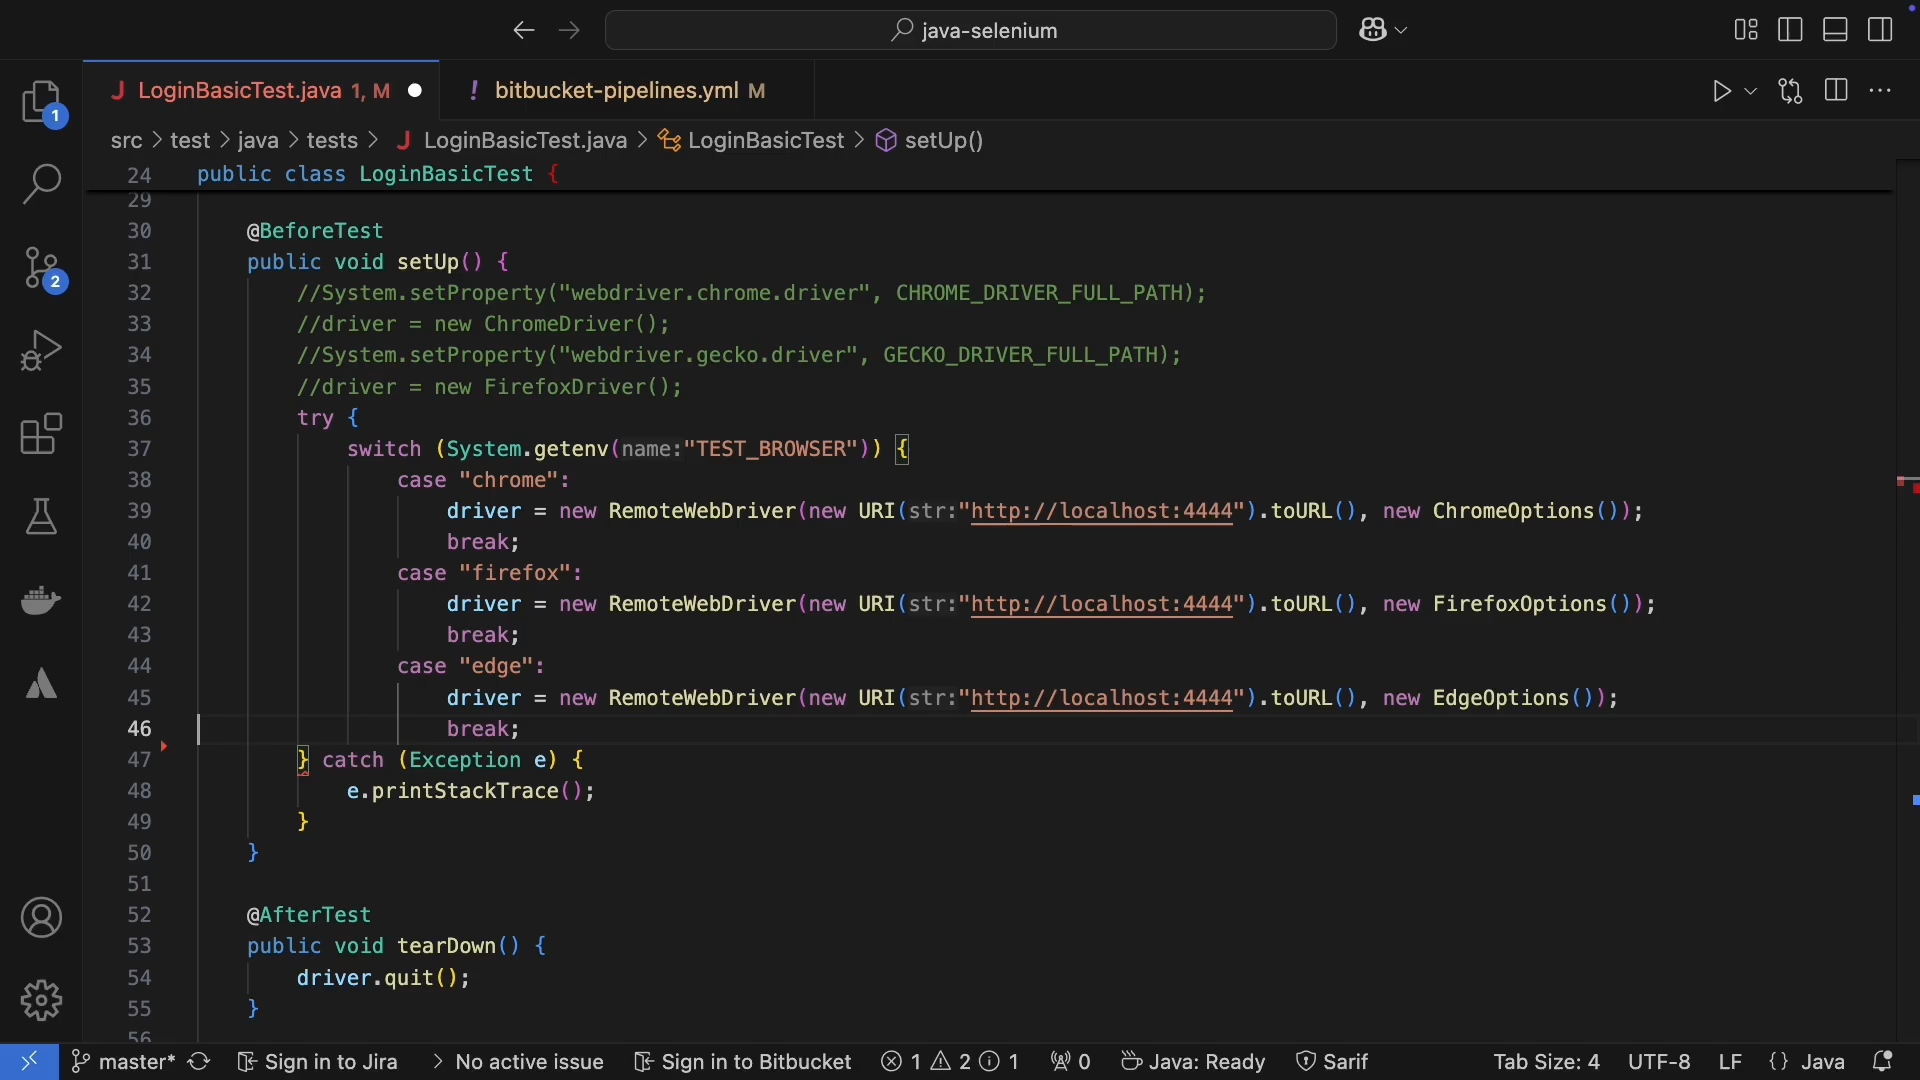 java-selenium
LoginBasicTest.java 1, M
bitbucket-pipelines.yml M
src > test > java > tests > LoginBasicTest.java > LoginBasicTest > setUp()
24 public class LoginBasicTest {
29
30 @BeforeTest
31 public void setUp() {
32 //System.setProperty("webdriver.chrome.driver", CHROME_DRIVER_FULL_PATH);
33 //driver = new ChromeDriver();
34 //System.setProperty("webdriver.gecko.driver", GECKO_DRIVER_FULL_PATH);
35 //driver = new FirefoxDriver();
36 try {
37 switch (System.getenv(name:"TEST_BROWSER")) {
38 case "chrome":
39 driver = new RemoteWebDriver(new URI(str:"http://localhost:4444").toURL(), new ChromeOptions());
40 break;
41 case "firefox":
42 driver = new RemoteWebDriver(new URI(str:"http://localhost:4444").toURL(), new FirefoxOptions());
43 break;
44 case "edge":
45 driver = new RemoteWebDriver(new URI(str:"http://localhost:4444").toURL(), new EdgeOptions());
46 break;
47 } catch (Exception e) {
48 e.printStackTrace();
49 }
50 }
51
52 @AfterTest
53 public void tearDown() {
54 driver.quit();
55 }
56
1
2
master* Sign in to Jira > No active issue Sign in to Bitbucket 1 2 1 0 Java: Ready Sarif Tab Size: 4 UTF-8 LF {} Java